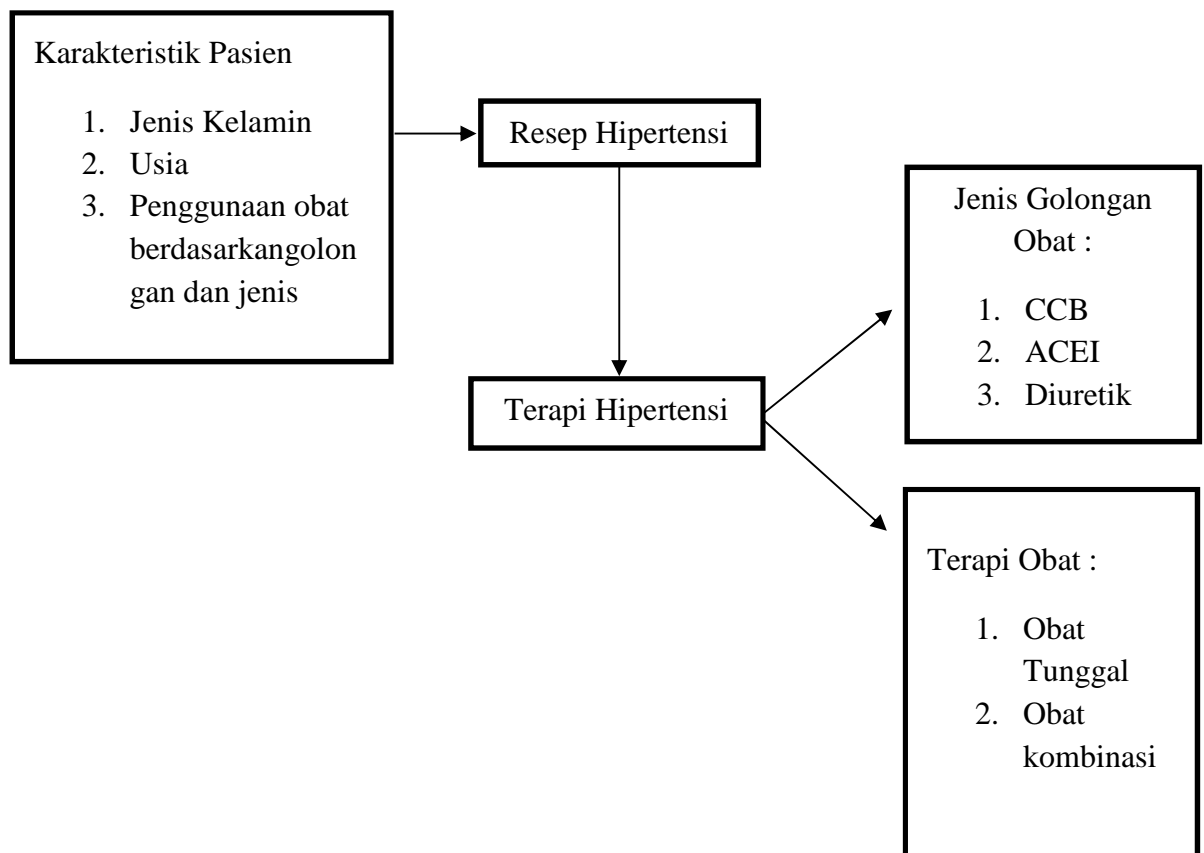 Karakteristik Pasien
1. Jenis Kelamin
2. Usia
3. Penggunaan obat
berdasarkangolon
gan dan jenis
Resep Hipertensi
Terapi Hipertensi
Jenis Golongan
Obat :
1. CCB
2. ACEI
3. Diuretik
Terapi Obat :
1. Obat
Tunggal
2. Obat
kombinasi